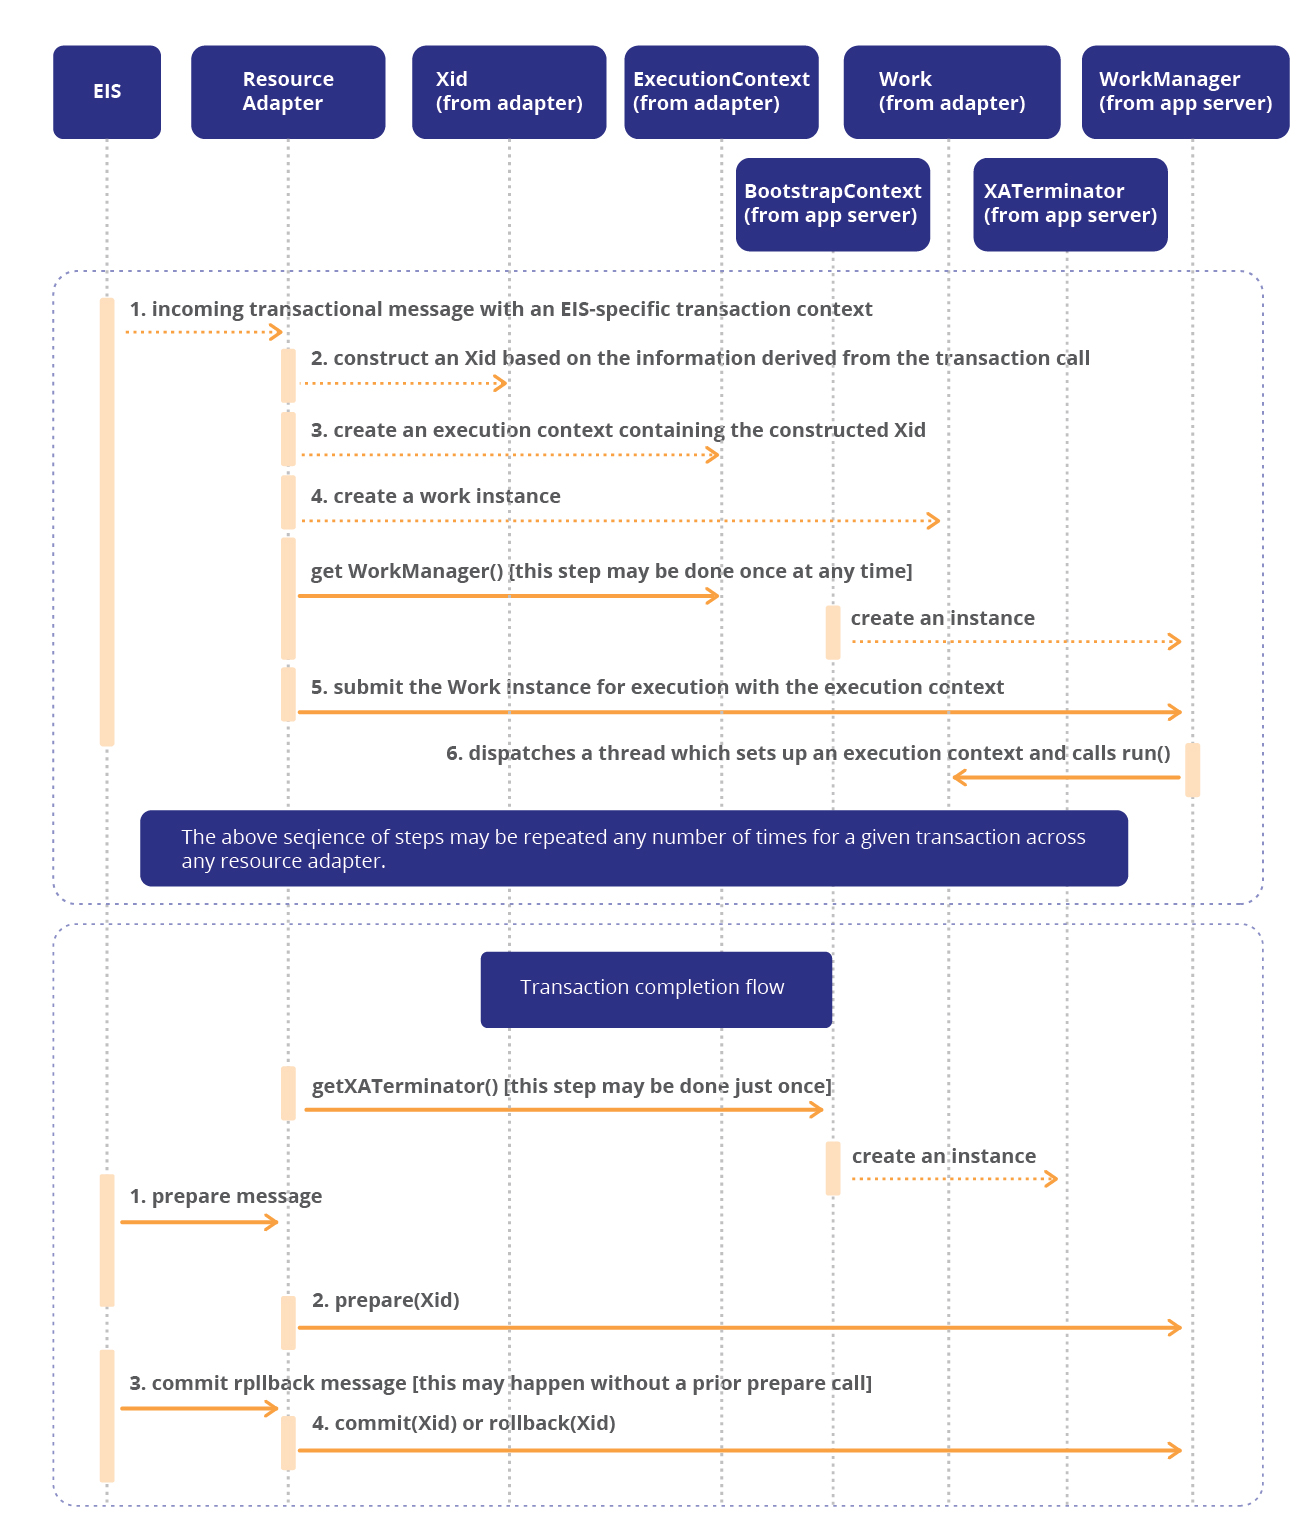 EIS
Resource
Adapter
Xid
(from adapter)
ExecutionContext
(from adapter)
Work
(from adapter)
WorkManager
(from app server)
BootstrapContext
(from app server)
XATerminator
(from app server)
1. incoming transactional message with an EIS-specific transaction context
2. construct an Xid based on the information derived from the transaction call
3. create an execution context containing the constructed Xid
4. create a work instance
get WorkManager() [this step may be done once at any time]
create an instance
5. submit the Work instance for execution with the execution context
6. dispatches a thread which sets up an execution context and calls run()
The above seqience of steps may be repeated any number of times for a given transaction across
any resource adapter.
Transaction completion flow
getXATerminator() [this step may be done just once]
create an instance
1. prepare message
2. prepare(Xid)
3. commit rpllback message [this may happen without a prior prepare call]
4. commit(Xid) or rollback(Xid)